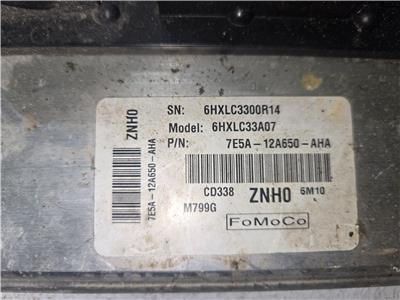 SN: 6HXLC3300R14
Model: 6HXLC33A07
P/N: 7E5A-12A650-AHA
ZNH0
7E5A-12A650-AHA
CD338 ZNH0 6M10
M799G
FoMoCo